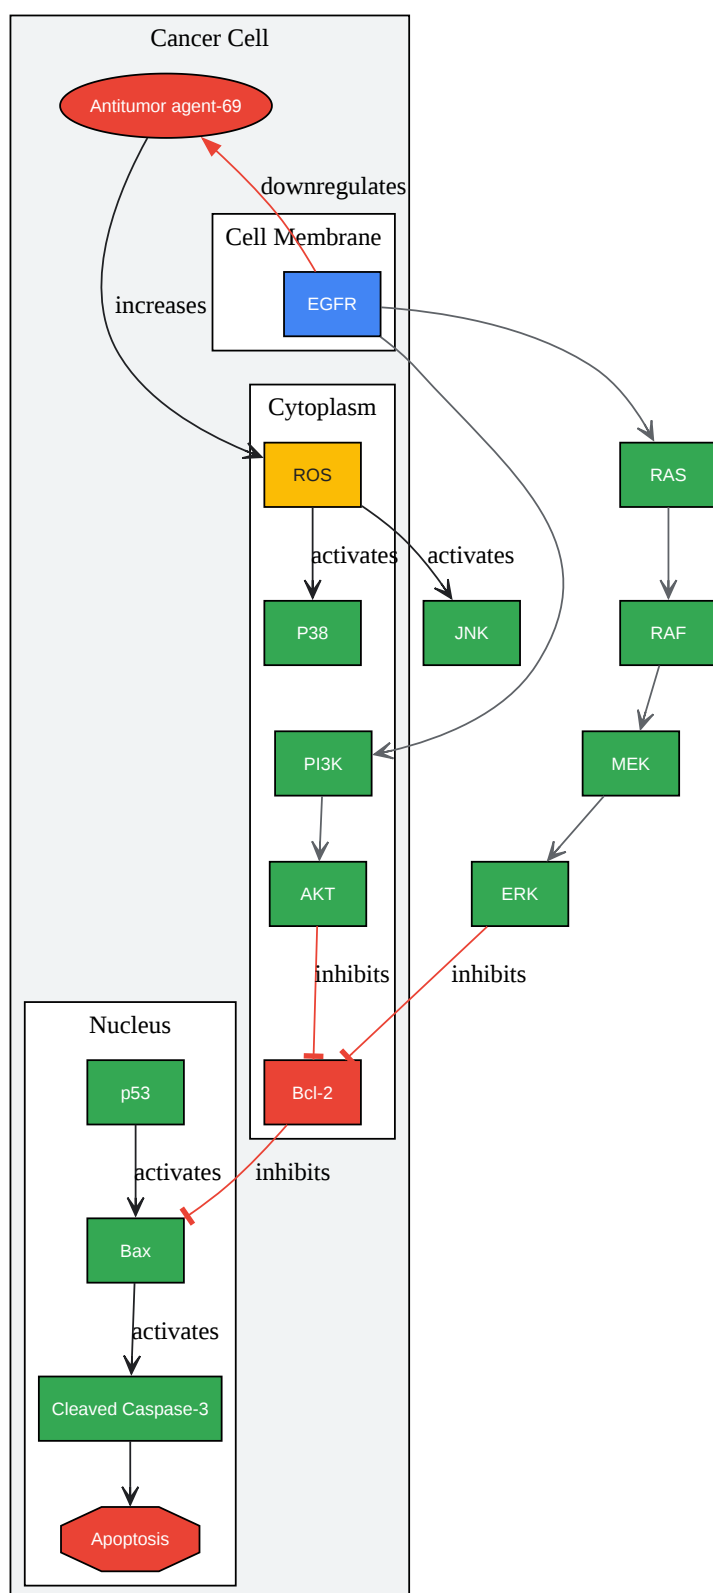 Cancer Cell
Antitumor agent-69
downregulates
Cell Membrane
EGFR
increases
Cytoplasm
ROS
RAS
activates
activates
P38
JNK
RAF
PI3K
MEK
AKT
ERK
inhibits
inhibits
Nucleus
p53
Bcl-2
activates
inhibits
Bax
activates
Cleaved Caspase-3
Apoptosis